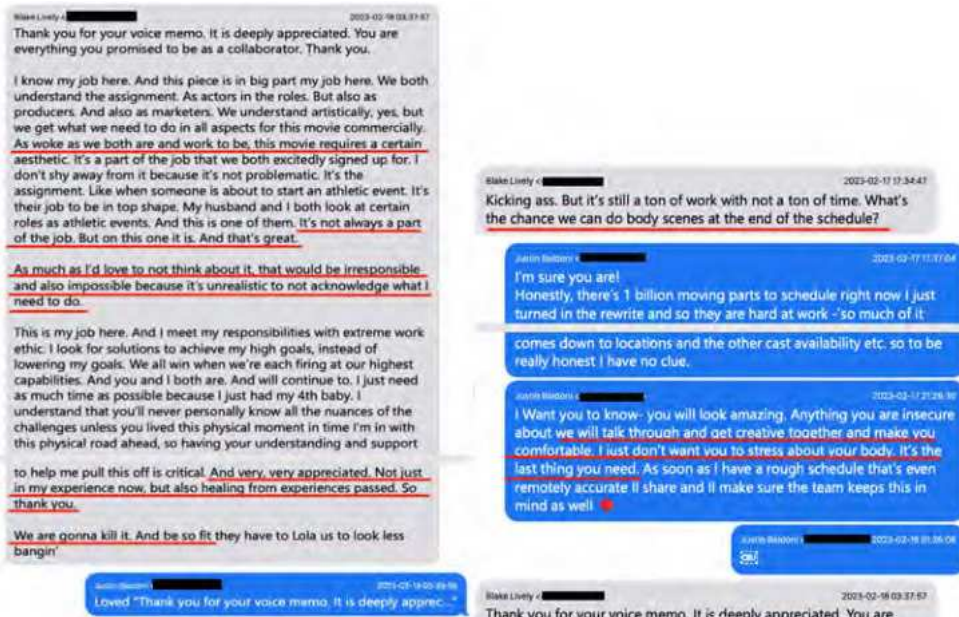 Blake Lively < 2023-02-18 03:37:57
Thank you for your voice memo. It is deeply appreciated. You are
everything you promised to be as a collaborator. Thank you.
I know my job here. And this piece is in big part my job here. We both
understand the assignment. As actors in the roles. But also as
producers. And also as marketers. We understand artistically, yes, but
we get what we need to do in all aspects for this movie commercially.
As woke as we both are and work to be, this movie requires a certain
aesthetic. It's a part of the job that we both excitedly signed up for. I
don't shy away from it because it's not problematic. It's the
assignment. Like when someone is about to start an athletic event. It's
their job to be in top shape. My husband and I both look at certain
roles as athletic events. And this is one of them. It's not always a part
of the job. But on this one it is. And that's great.
As much as I'd love to not think about it, that would be irresponsible
and also impossible because it's unrealistic to not acknowledge what I
need to do.
This is my job here. And I meet my responsibilities with extreme work
ethic. I look for solutions to achieve my high goals, instead of
lowering my goals. We all win when we're each firing at our highest
capabilities. And you and I both are. And will continue to. I just need
as much time as possible because I just had my 4th baby. I
understand that you'll never personally know all the nuances of the
challenges unless you lived this physical moment in time I'm in with
this physical road ahead, so having your understanding and support
to help me pull this off is critical. And very, very appreciated. Not just
in my experience now, but also healing from experiences passed. So
thank you.
We are gonna kill it. And be so fit they have to Lola us to look less
bangin'
Justin Baldoni <
Loved "Thank you for your voice memo. It is deeply apprec..."
Blake Lively < 2023-02-17 17:34:47
Kicking ass. But it's still a ton of work with not a ton of time. What's
the chance we can do body scenes at the end of the schedule?
Justin Baldoni < 2023-02-17 17:37:04
I'm sure you are!
Honestly, there's 1 billion moving parts to schedule right now I just
turned in the rewrite and so they are hard at work -'so much of it
comes down to locations and the other cast availability etc. so to be
really honest I have no clue.
Justin Baldoni < 2023-02-17 21:26:30
I Want you to know- you will look amazing. Anything you are insecure
about we will talk through and get creative together and make you
comfortable. I just don't want you to stress about your body. It's the
last thing you need. As soon as I have a rough schedule that's even
remotely accurate Il share and Il make sure the team keeps this in
mind as well
Justin Baldoni <
Blake Lively < 2023-02-18 03:37:57
Thank you for your voice memo. It is deeply appreciated. You are